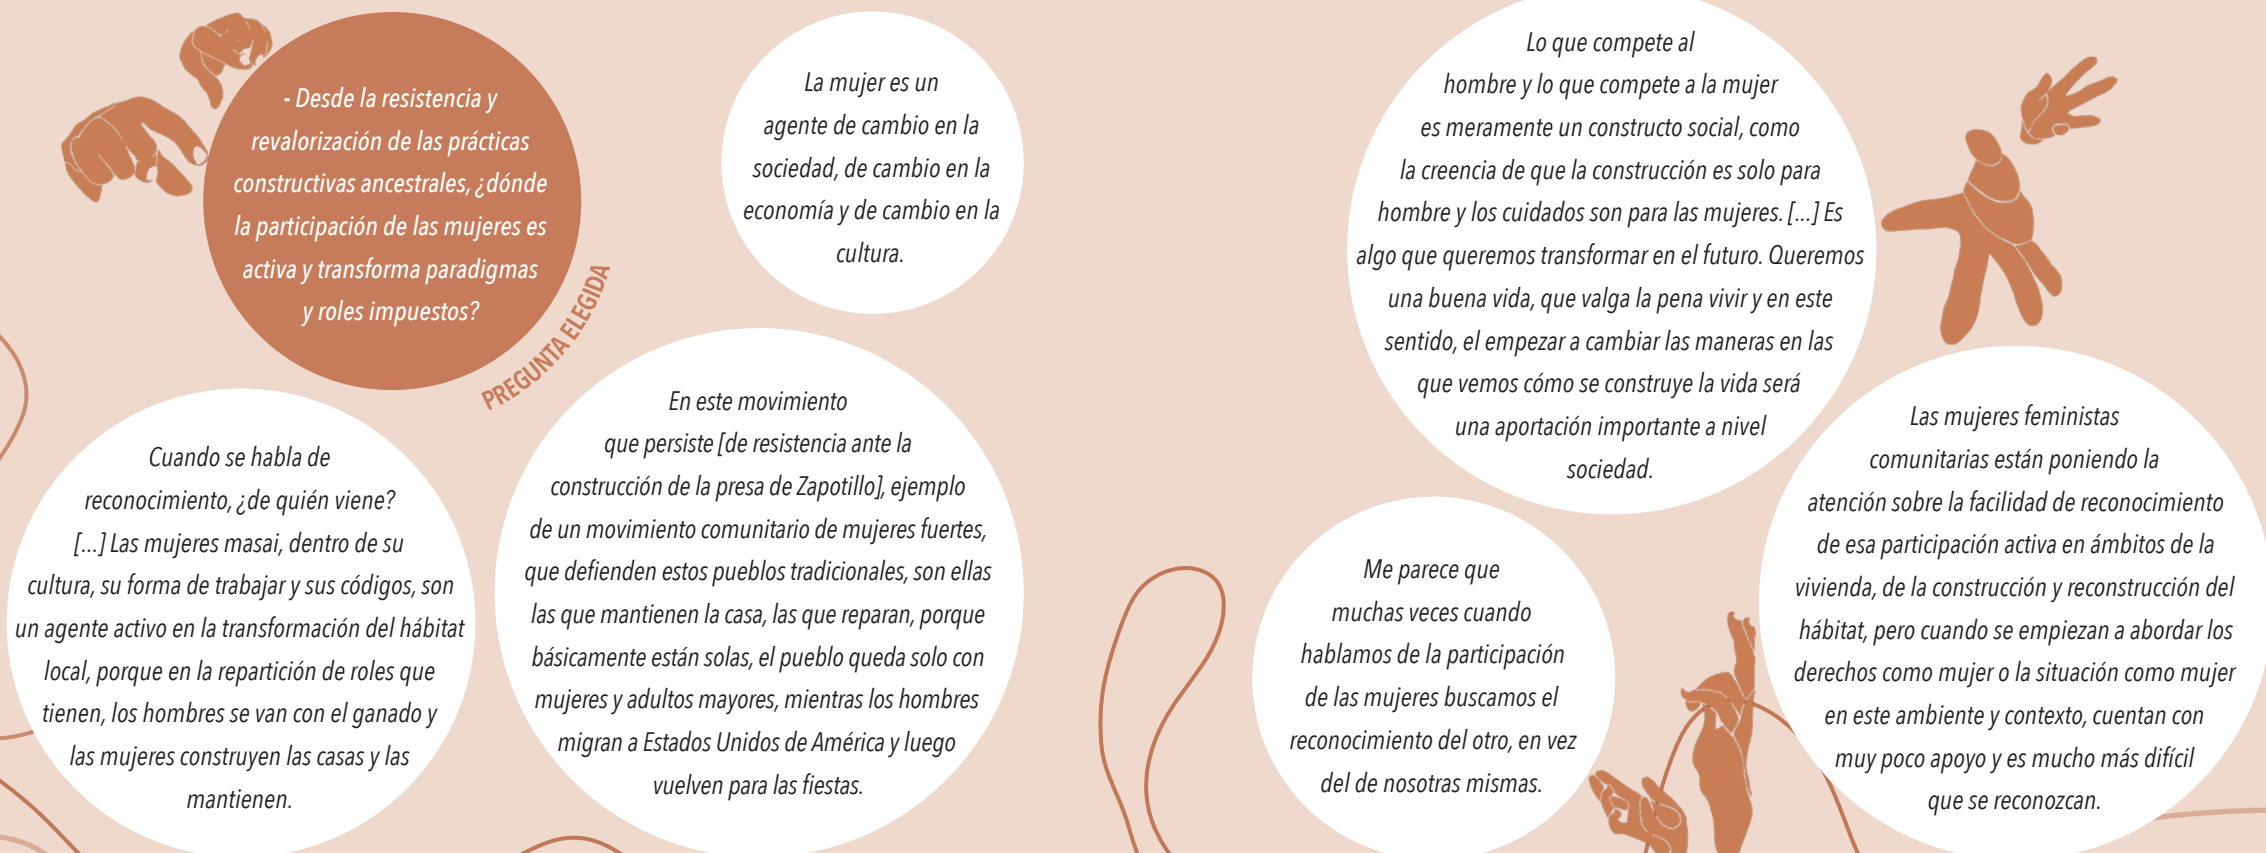 - Desde la resistencia y
revalorización de las prácticas
constructivas ancestrales, ¿dónde
la participación de las mujeres es
activa y transforma paradigmas
y roles impuestos?
PREGUNTA ELEGIDA
La mujer es un
agente de cambio en la
sociedad, de cambio en la
economía y de cambio en la
cultura.
Cuando se habla de
reconocimiento, ¿de quién viene?
[...] Las mujeres masai, dentro de su
cultura, su forma de trabajar y sus códigos, son
un agente activo en la transformación del hábitat
local, porque en la repartición de roles que
tienen, los hombres se van con el ganado y
las mujeres construyen las casas y las
mantienen.
En este movimiento
que persiste [de resistencia ante la
construcción de la presa de Zapotillo], ejemplo
de un movimiento comunitario de mujeres fuertes,
que defienden estos pueblos tradicionales, son ellas
las que mantienen la casa, las que reparan, porque
básicamente están solas, el pueblo queda solo con
mujeres y adultos mayores, mientras los hombres
migran a Estados Unidos de América y luego
vuelven para las fiestas.
Lo que compete al
hombre y lo que compete a la mujer
es meramente un constructo social, como
la creencia de que la construcción es solo para
hombre y los cuidados son para las mujeres. [...] Es
algo que queremos transformar en el futuro. Queremos
una buena vida, que valga la pena vivir y en este
sentido, el empezar a cambiar las maneras en las
que vemos cómo se construye la vida será
una aportación importante a nivel
sociedad.
Me parece que
muchas veces cuando
hablamos de la participación
de las mujeres buscamos el
reconocimiento del otro, en vez
del de nosotras mismas.
Las mujeres feministas
comunitarias están poniendo la
atención sobre la facilidad de reconocimiento
de esa participación activa en ámbitos de la
vivienda, de la construcción y reconstrucción del
hábitat, pero cuando se empiezan a abordar los
derechos como mujer o la situación como mujer
en este ambiente y contexto, cuentan con
muy poco apoyo y es mucho más difícil
que se reconozcan.